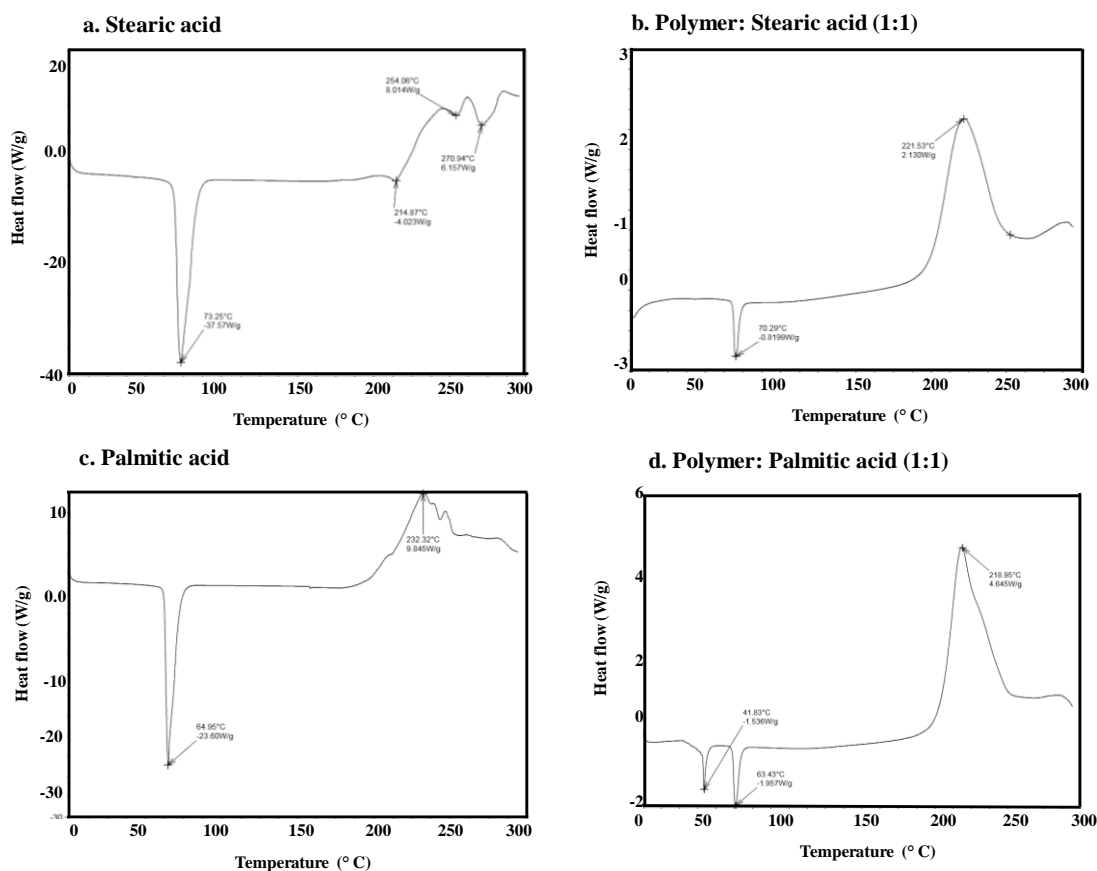 a. Stearic acid
20
0.0
-20
-40
Heat flow (W/g)
254.06°C
8.014W/g
270.94°C
6.157W/g
214.87°C
-4.023W/g
73.25°C
-37.57W/g
0 50 100 150 200 250 300
Temperature (° C)
b. Polymer: Stearic acid (1:1)
3
2
-1
0
-3
Heat flow (W/g)
221.53°C
2.130W/g
70.29°C
-0.8199W/g
0 50 100 150 200 250 300
Temperature (° C)
c. Palmitic acid
10
0.0
-10
-20
-30
-30
Heat flow (W/g)
232.32°C
9.845W/g
64.95°C
-23.60W/g
0 50 100 150 200 250 300
Temperature (° C)
d. Polymer: Palmitic acid (1:1)
6
4
2
0
-2
Heat flow (W/g)
218.95°C
4.645W/g
41.83°C
-1.536W/g
63.43°C
-1.957W/g
0 50 100 150 200 250 300
Temperature (° C)